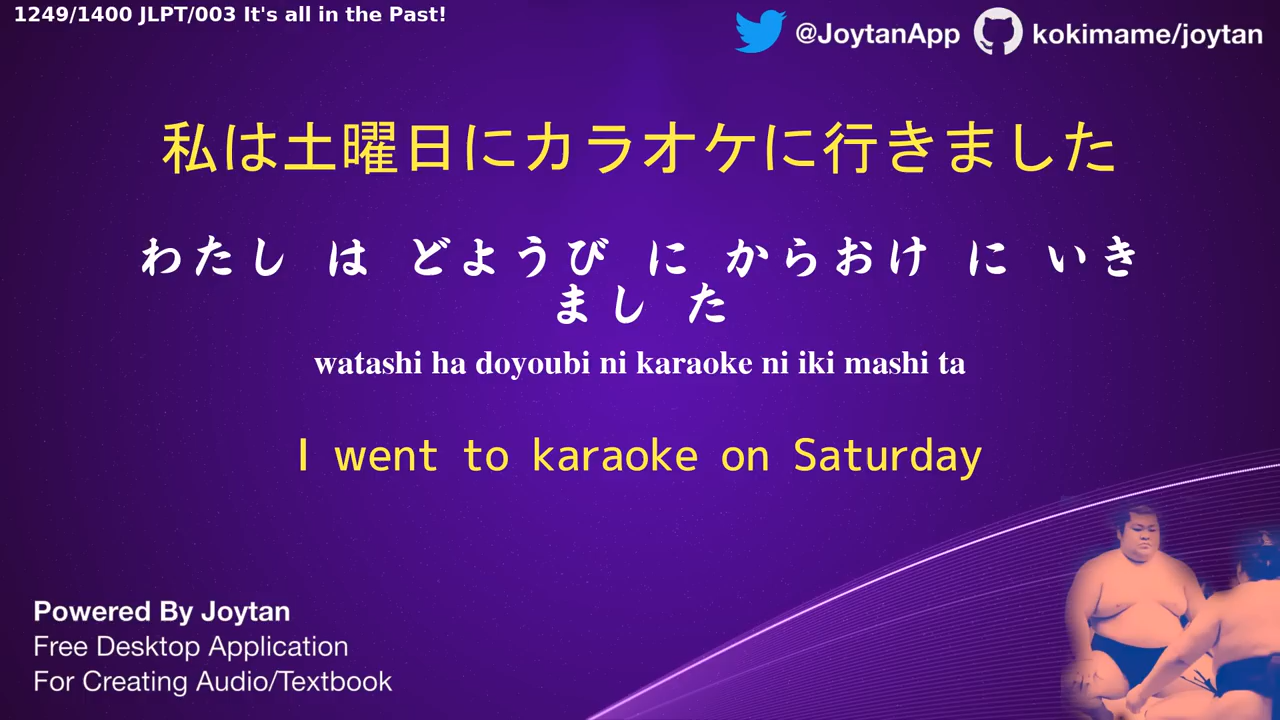 1249/1400 JLPT/003 It's all in the Past!
@JoytanApp kokimame/joytan
私は土曜日にカラオケに行きました
わたし は どようび に からおけ に いき
まし た
watashi ha doyoubi ni karaoke ni iki mashi ta
I went to karaoke on Saturday
Powered By Joytan
Free Desktop Application
For Creating Audio/Textbook